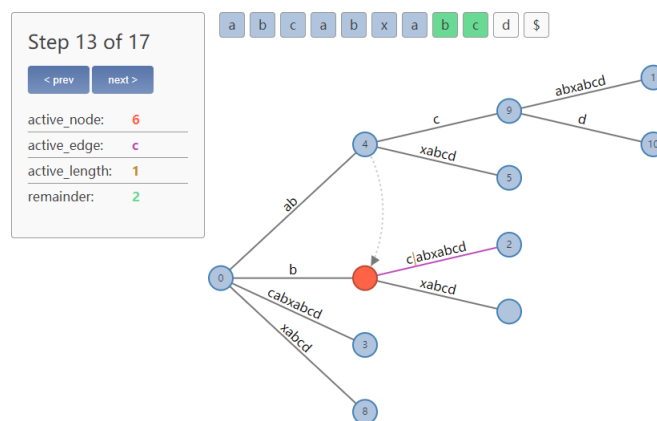 a b c a b x a b c d $
Step 13 of 17
< prev next >
active_node: 6
active_edge: c
active_length: 1
remainder: 2
abxabcd
1
c
9
d
10
4
xabcd
5
ab
2
c|abxabcd
b
0
xabcd
cabxabcd
3
xabcd
8